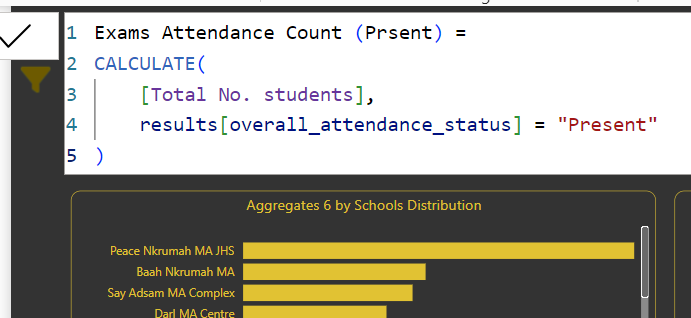 1 Exams Attendance Count (Prsent) =
2 CALCULATE(
3 [Total No. students],
4 results[overall_attendance_status] = "Present"
5 )
Aggregates 6 by Schools Distribution
Peace Nkrumah MA JHS
Baah Nkrumah MA
Say Adsam MA Complex
Darl MA Centre